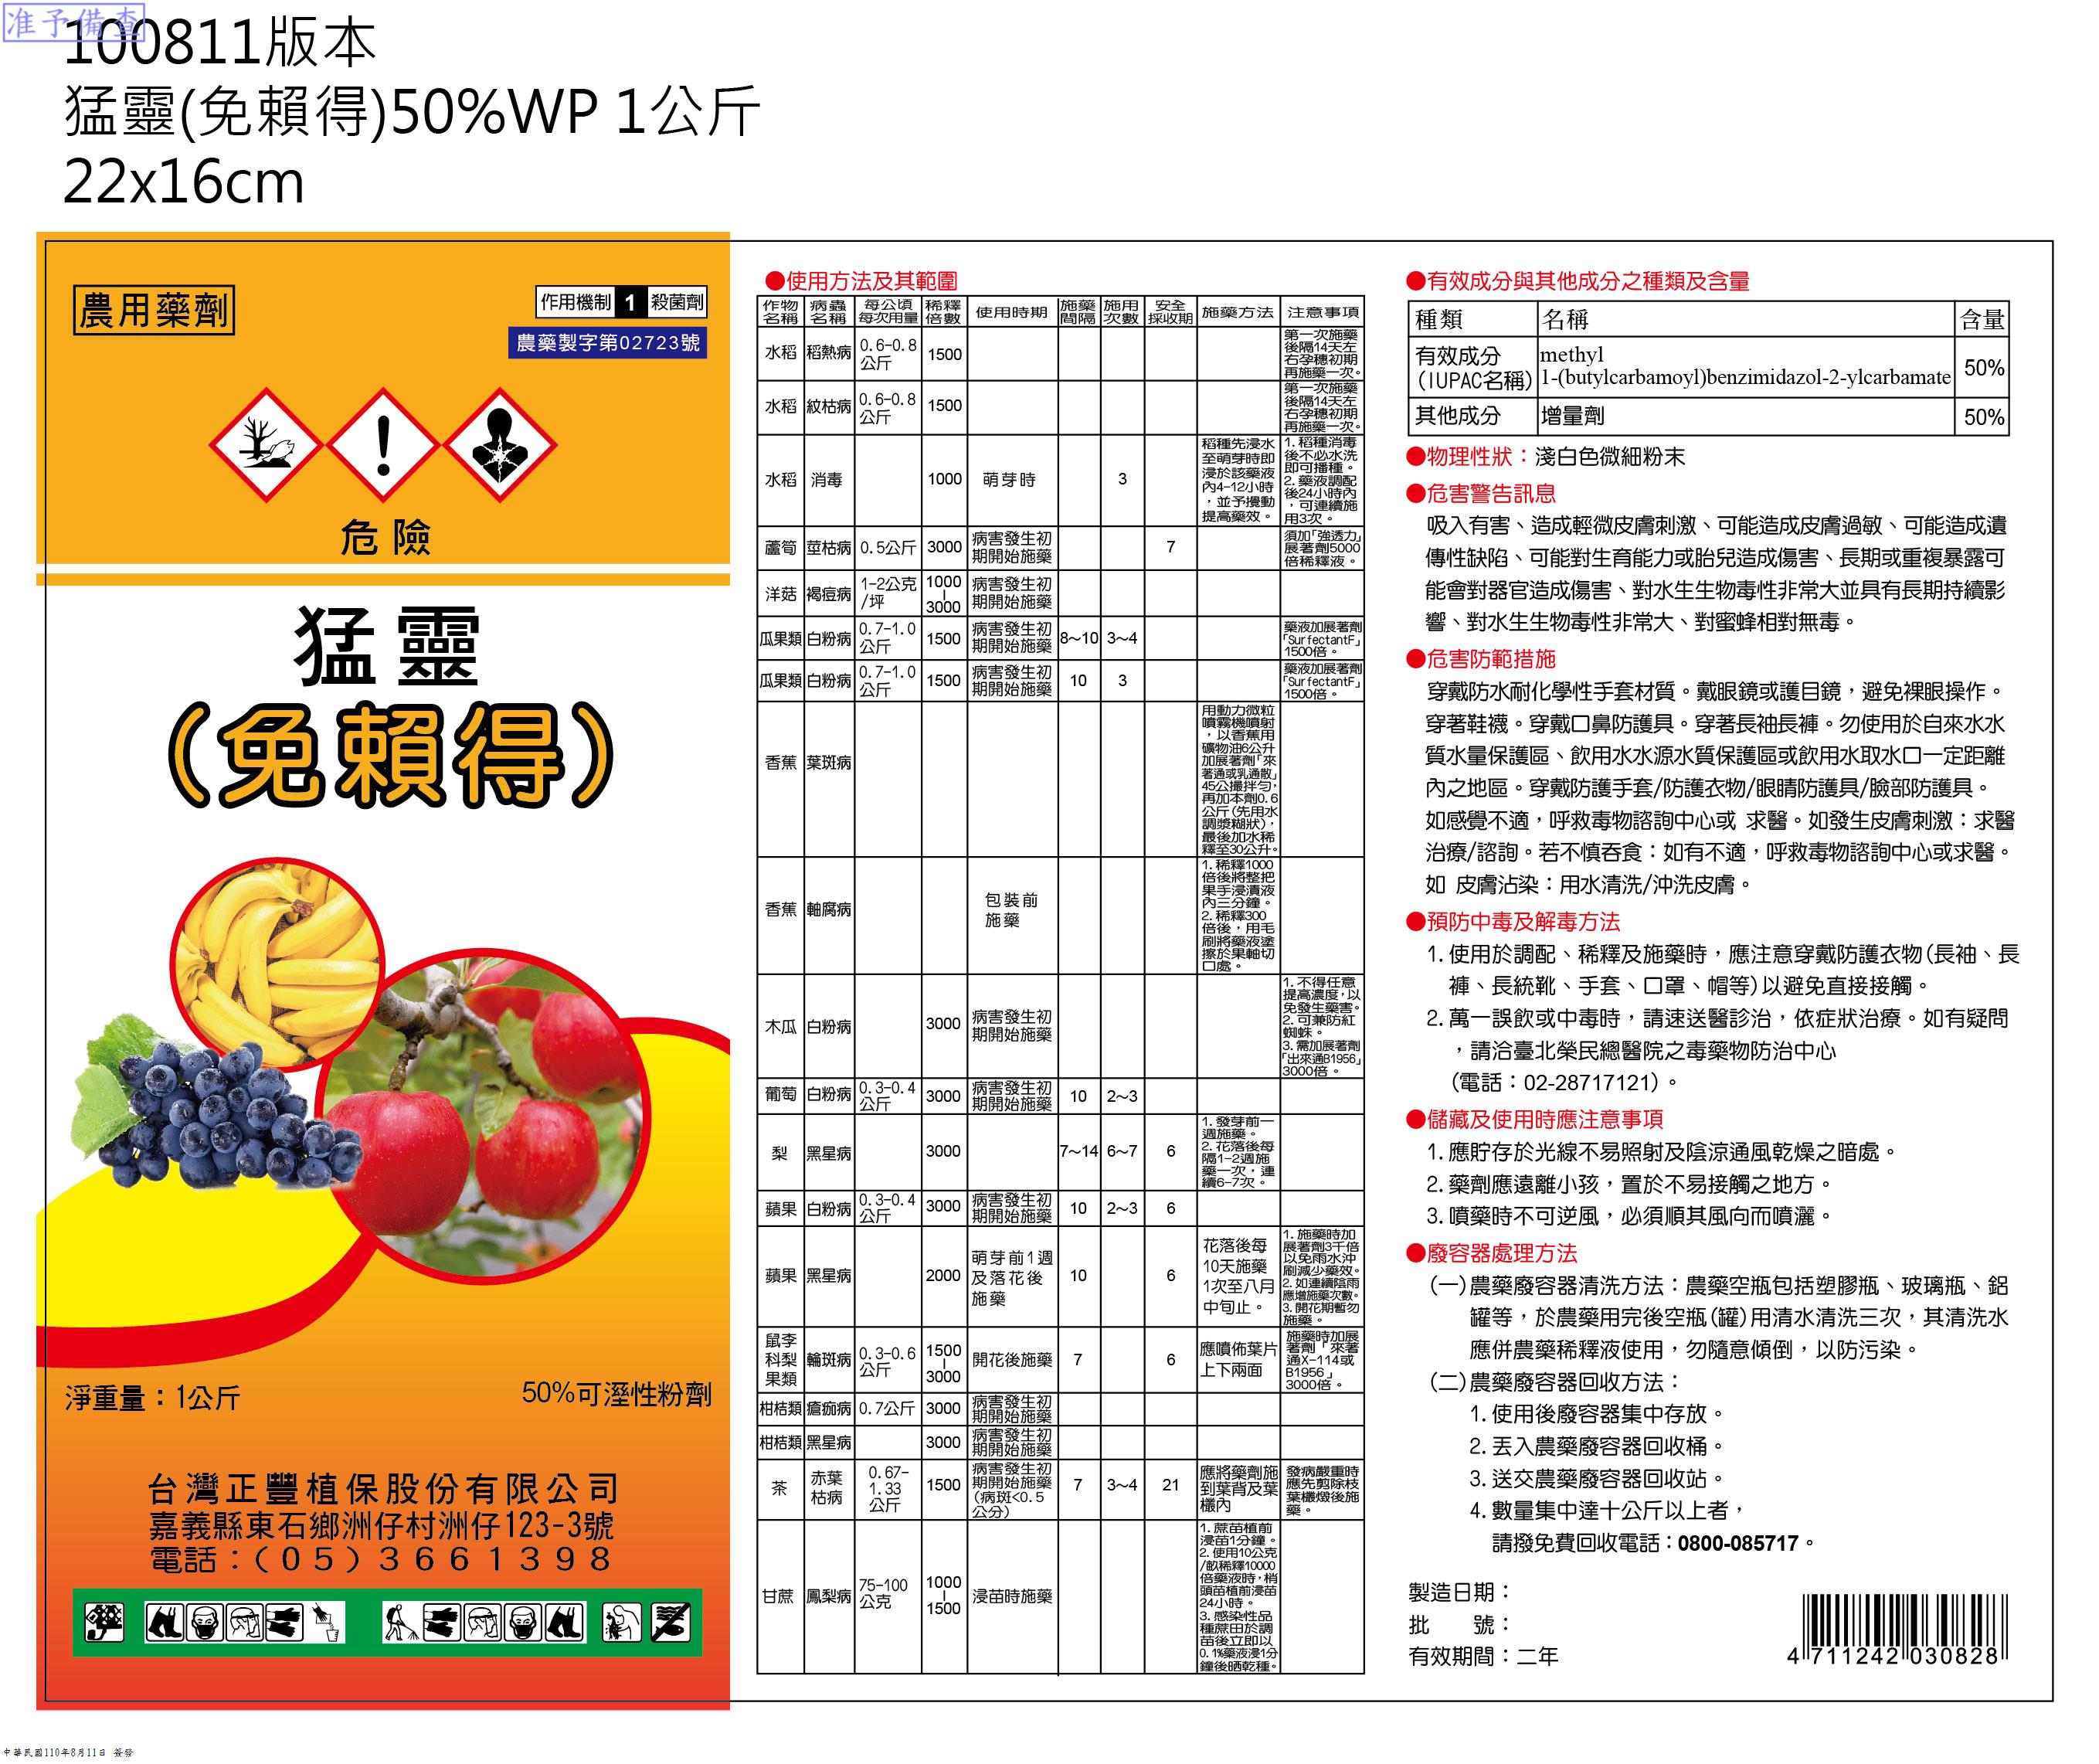 准予備查
100811版本
猛靈(免賴得)50%WP 1公斤
22x16cm
農用藥劑
作用機制 1 殺菌劑
農藥製字第02723號
危險
猛靈
(免賴得)
淨重量：1公斤
50%可溼性粉劑
台灣正豐植保股份有限公司
嘉義縣東石鄉洲仔村洲仔123-3號
電話：(05)3661398
●使用方法及其範圍
作物名稱 病蟲名稱 每公頃每次用量 稀釋倍數 使用時期 施藥間隔 施用次數 安全採收期 施藥方法 注意事項
水稻 稻熱病 0.6-0.8公斤 1500 第一次施藥後隔14天左右孕穗初期再施藥一次。
水稻 紋枯病 0.6-0.8公斤 1500 第一次施藥後隔14天左右孕穗初期再施藥一次。
水稻 消毒 1000 萌芽時 3 稻種先浸水至萌芽時即浸於該藥液內4-12小時，並予攪動提高藥效。 1.稻種消毒後不必水洗即可播種。2.藥液調配後24小時內，可連續施用3次。
蘆筍 莖枯病 0.5公斤 3000 病害發生初期開始施藥 7 須加「強透力」展著劑5000倍稀釋液。
洋菇 褐痘病 1-2公克/坪 1000-3000 病害發生初期開始施藥
瓜果類 白粉病 0.7-1.0公斤 1500 病害發生初期開始施藥 8~10 3~4 藥液加展著劑「SurfectantF」1500倍。
瓜果類 白粉病 0.7-1.0公斤 1500 病害發生初期開始施藥 10 3 藥液加展著劑「SurfectantF」1500倍。
香蕉 葉斑病 用動力微粒噴霧機噴射，以香蕉用礦物油6公升加展著劑「來著通或乳通散」45公撮拌勻，再加本劑0.6公斤(先用水調漿糊狀)，最後加水稀釋至30公升。
香蕉 軸腐病 包裝前施藥 1.稀釋1000倍後將整把果手浸漬液內三分鐘。2.稀釋300倍後，用毛刷將藥液塗擦於果軸切口處。
木瓜 白粉病 3000 病害發生初期開始施藥 1.不得任意提高濃度，以免發生藥害。2.可兼防紅蜘蛛。3.需加展著劑「出來通B1956」3000倍。
葡萄 白粉病 0.3-0.4公斤 3000 病害發生初期開始施藥 10 2~3
梨 黑星病 3000 7~14 6~7 6 1.發芽前一週施藥。2.花落後每隔1-2週施藥一次，連續6-7次。
蘋果 白粉病 0.3-0.4公斤 3000 病害發生初期開始施藥 10 2~3 6
蘋果 黑星病 2000 萌芽前1週及落花後施藥 10 6 花落後每10天施藥1次至八月中旬止。 1.施藥時加展著劑3千倍以免雨水沖刷減少藥效。2.如連續陰雨應增施藥次數。3.開花期暫勿施藥。
鼠李科梨果類 輪斑病 0.3-0.6公斤 1500-3000 開花後施藥 7 6 應噴佈葉片上下兩面 施藥時加展著劑「來著通X-114或B1956」3000倍。
柑桔類 瘡痂病 0.7公斤 3000 病害發生初期開始施藥
柑桔類 黑星病 3000 病害發生初期開始施藥
茶 赤葉枯病 0.67-1.33公斤 1500 病害發生初期開始施藥(病斑<0.5公分) 7 3~4 21 應將藥劑施到葉背及葉欉內 發病嚴重時應先剪除枝葉欉燬後施藥。
甘蔗 鳳梨病 75-100公克 1000-1500 浸苗時施藥 1.蔗苗植前浸苗1分鐘。2.使用10公克/畝稀釋10000倍藥液時，梢頭苗植前浸苗24小時。3.感染性品種蔗田於調苗後立即以0.1%藥液浸1分鐘後晒乾種。
●有效成分與其他成分之種類及含量
種類 名稱 含量
有效成分(IUPAC名稱) methyl 1-(butylcarbamoyl)benzimidazol-2-ylcarbamate 50%
其他成分 增量劑 50%
●物理性狀：淺白色微細粉末
●危害警告訊息
吸入有害、造成輕微皮膚刺激、可能造成皮膚過敏、可能造成遺
傳性缺陷、可能對生育能力或胎兒造成傷害、長期或重複暴露可
能會對器官造成傷害、對水生生物毒性非常大並具有長期持續影
響、對水生生物毒性非常大、對蜜蜂相對無毒。
●危害防範措施
穿戴防水耐化學性手套材質。戴眼鏡或護目鏡，避免裸眼操作。
穿著鞋襪。穿戴口鼻防護具。穿著長袖長褲。勿使用於自來水水
質水量保護區、飲用水水源水質保護區或飲用水取水口一定距離
內之地區。穿戴防護手套/防護衣物/眼睛防護具/臉部防護具。
如感覺不適，呼救毒物諮詢中心或 求醫。如發生皮膚刺激：求醫
治療/諮詢。若不慎吞食：如有不適，呼救毒物諮詢中心或求醫。
如 皮膚沾染：用水清洗/沖洗皮膚。
●預防中毒及解毒方法
1.使用於調配、稀釋及施藥時，應注意穿戴防護衣物(長袖、長
褲、長統靴、手套、口罩、帽等)以避免直接接觸。
2.萬一誤飲或中毒時，請速送醫診治，依症狀治療。如有疑問
，請洽臺北榮民總醫院之毒藥物防治中心
(電話：02-28717121)。
●儲藏及使用時應注意事項
1.應貯存於光線不易照射及陰涼通風乾燥之暗處。
2.藥劑應遠離小孩，置於不易接觸之地方。
3.噴藥時不可逆風，必須順其風向而噴灑。
●廢容器處理方法
(一)農藥廢容器清洗方法：農藥空瓶包括塑膠瓶、玻璃瓶、鋁
罐等，於農藥用完後空瓶(罐)用清水清洗三次，其清洗水
應併農藥稀釋液使用，勿隨意傾倒，以防污染。
(二)農藥廢容器回收方法：
1.使用後廢容器集中存放。
2.丟入農藥廢容器回收桶。
3.送交農藥廢容器回收站。
4.數量集中達十公斤以上者，
請撥免費回收電話：0800-085717。
製造日期：
批　　號：
有效期間：二年
4 711242 030828
中華民國110年8月11日 簽發